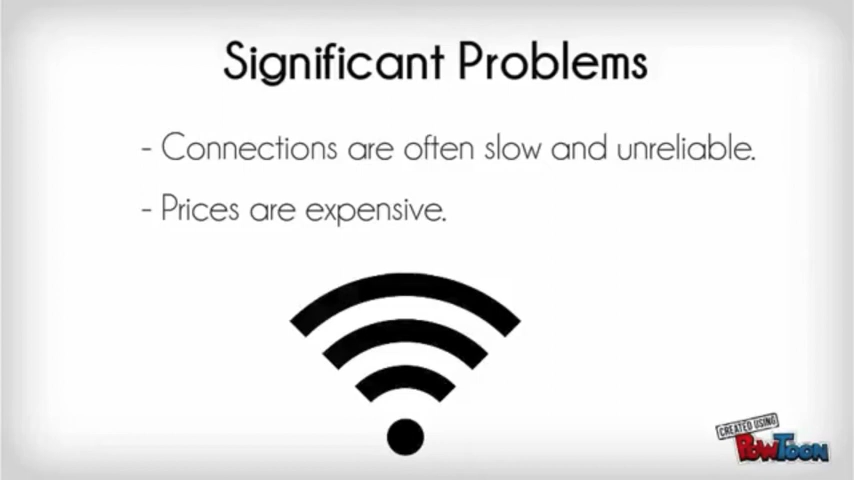 Significant Problems
- Connections are often slow and unreliable.
- Prices are expensive.
CREATED USING
POWTOON